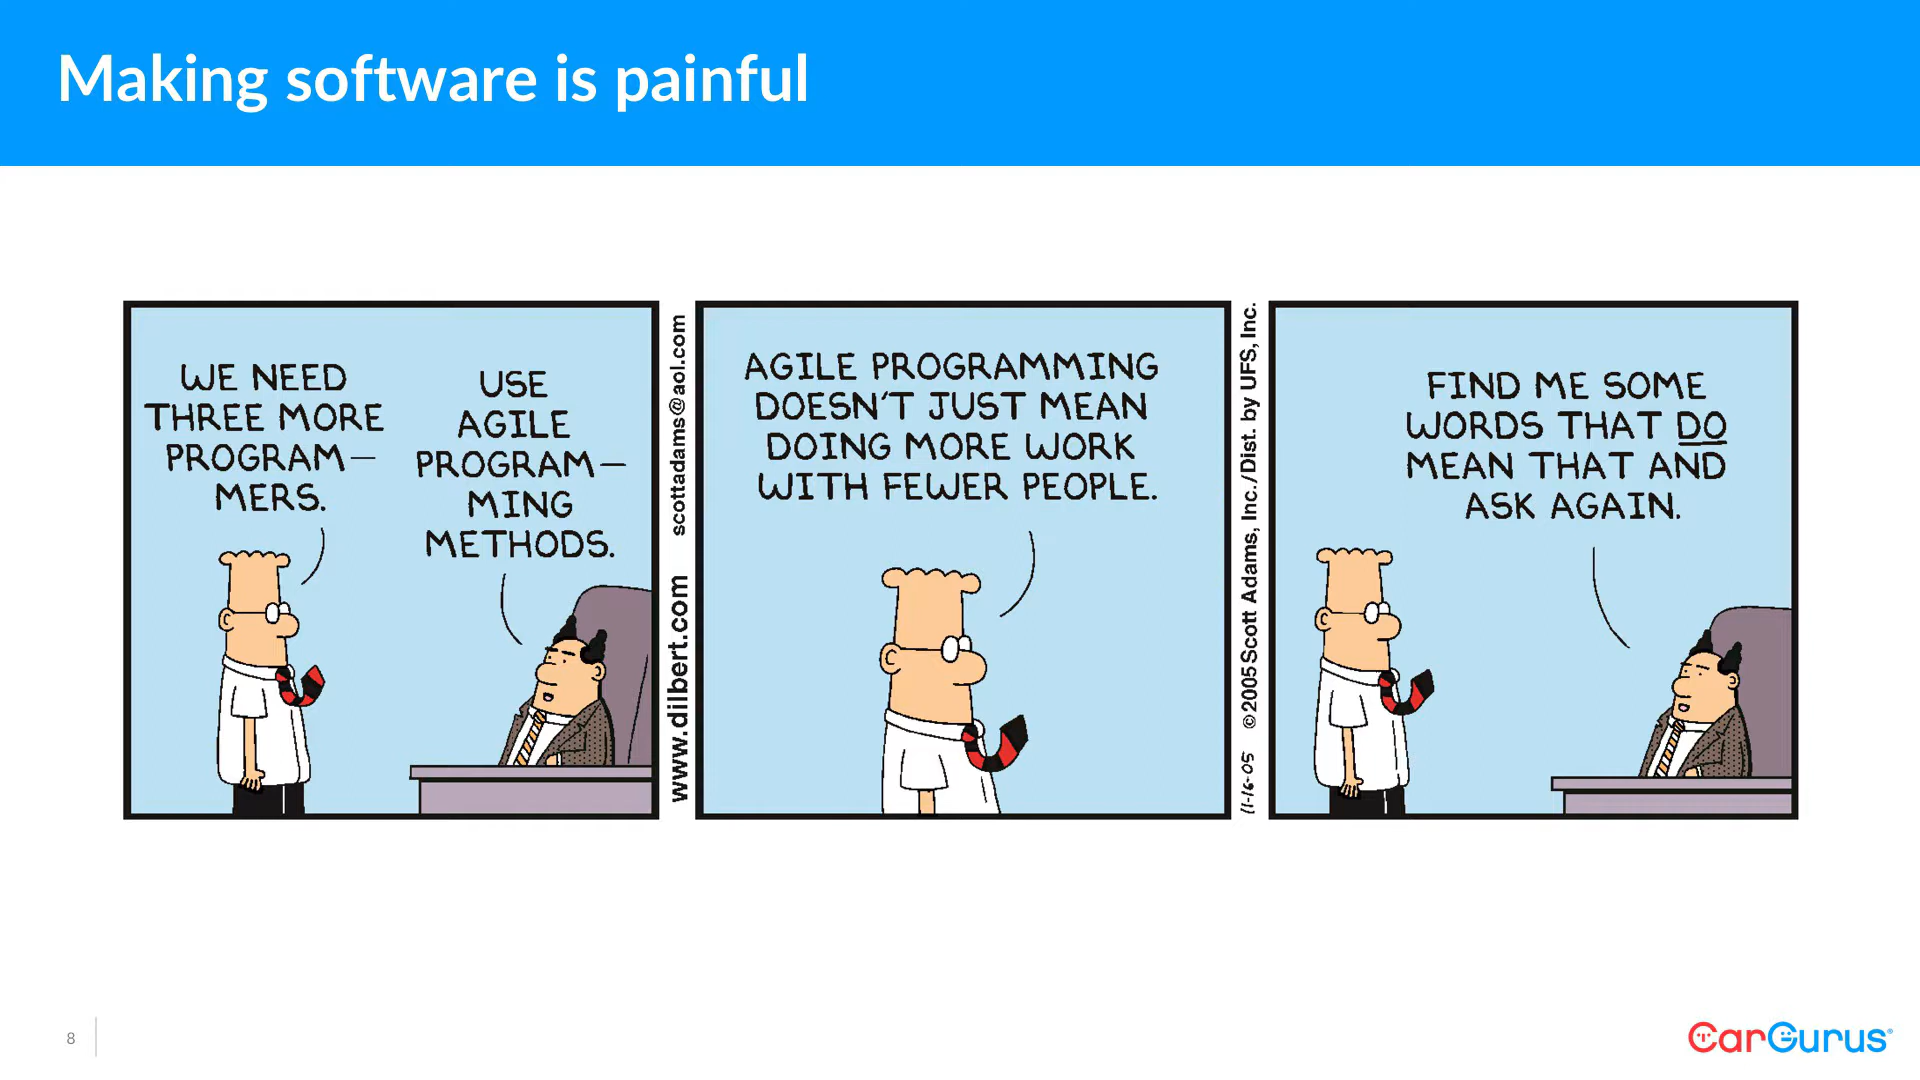 Making software is painful
WE NEED
THREE MORE
PROGRAM—
MERS.
USE
AGILE
PROGRAM—
MING
METHODS.
www.dilbert.com scottadams@aol.com
AGILE PROGRAMMING
DOESN'T JUST MEAN
DOING MORE WORK
WITH FEWER PEOPLE.
11-16-05 ©2005 Scott Adams, Inc./Dist. by UFS, Inc.
FIND ME SOME
WORDS THAT DO
MEAN THAT AND
ASK AGAIN.
8
CarGurus®